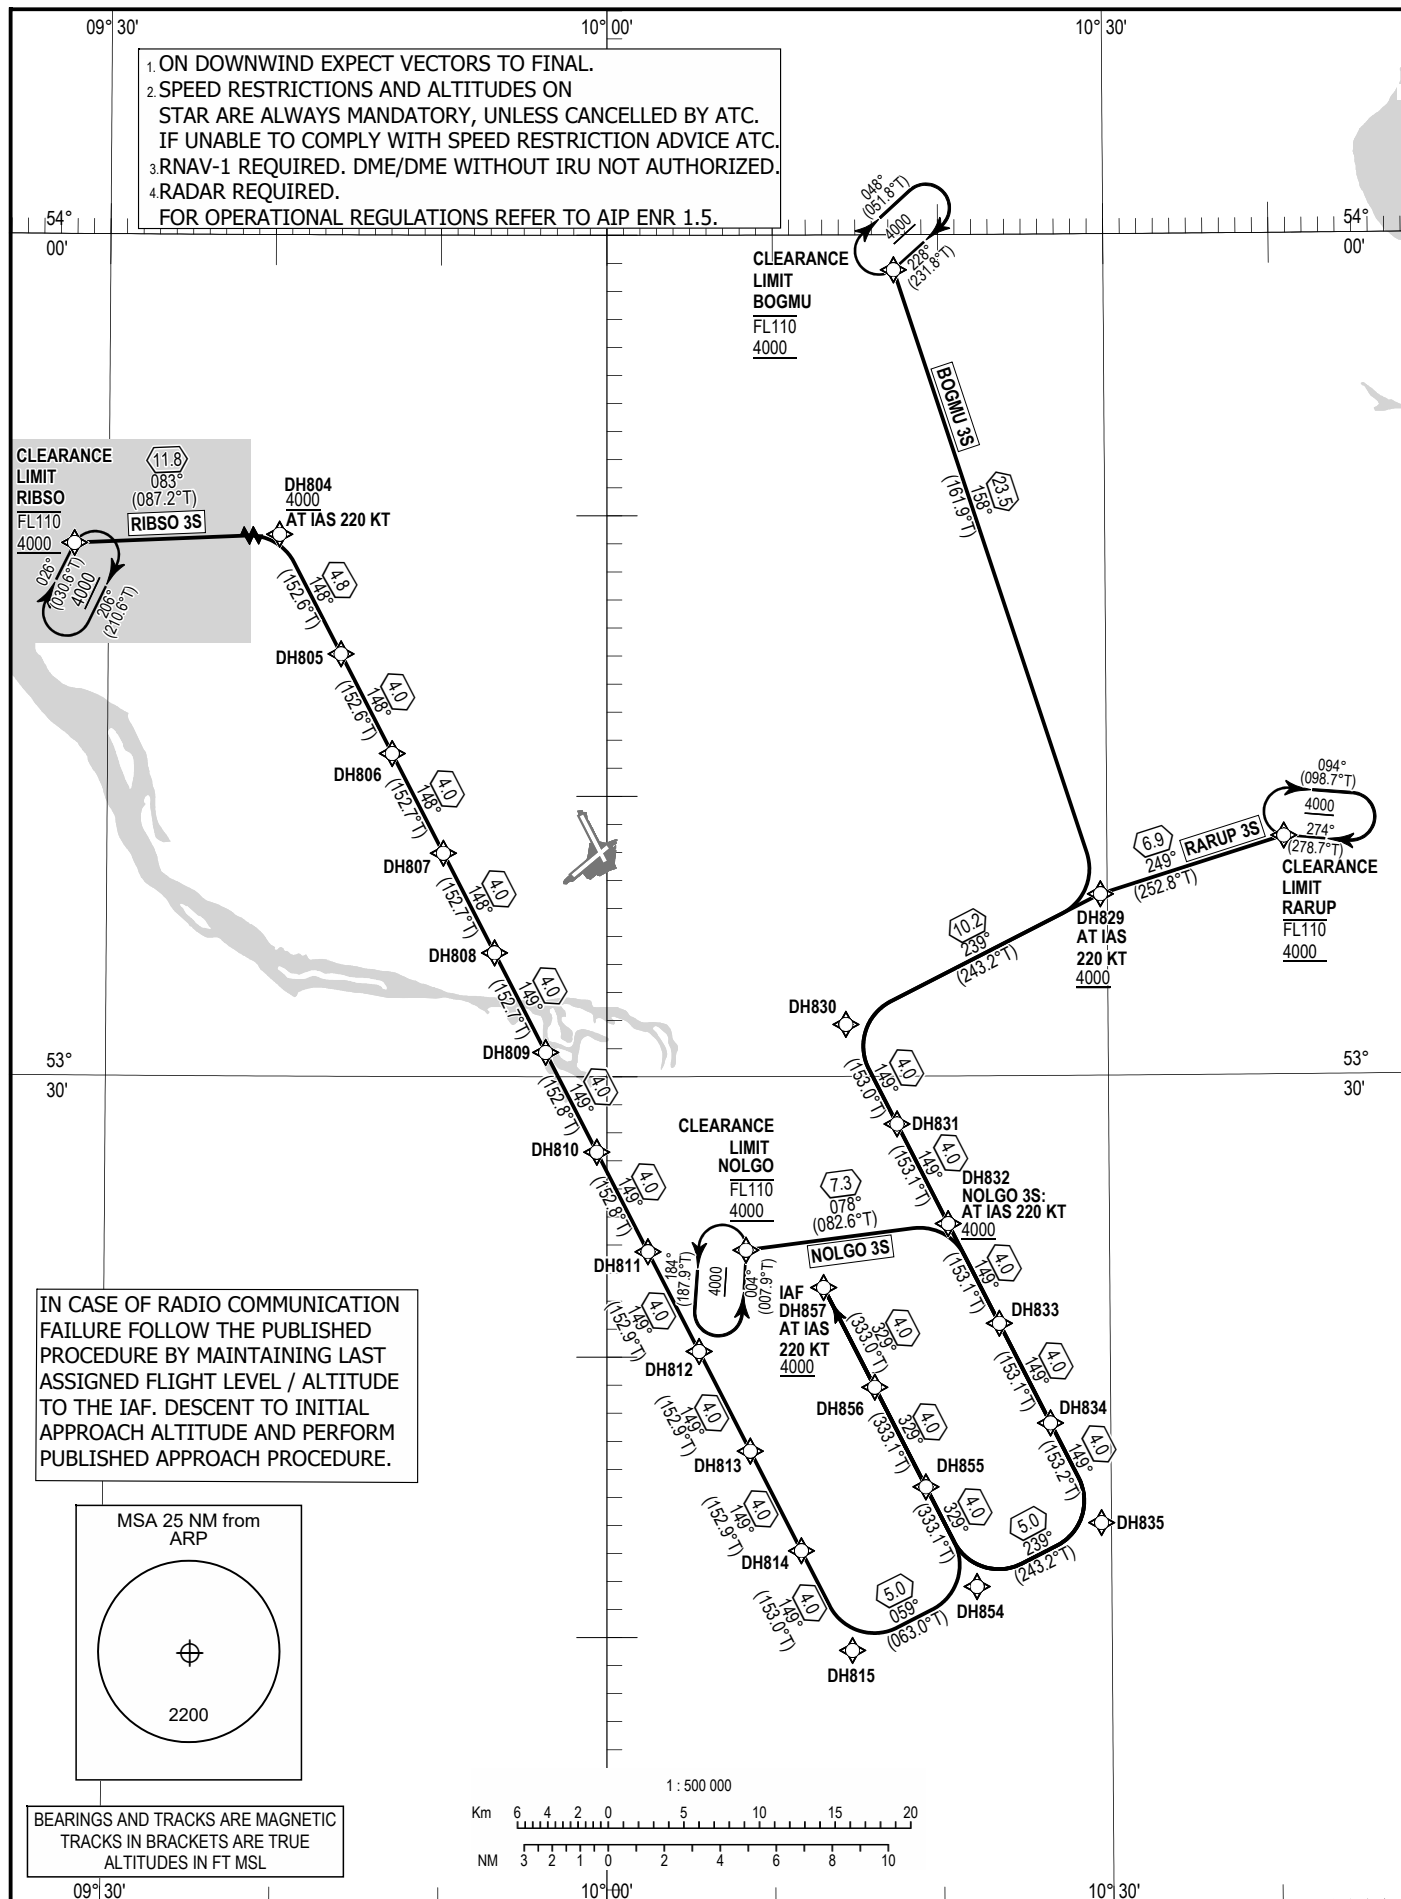 09°30'
10°00'
10°30'
1. ON DOWNWIND EXPECT VECTORS TO FINAL.
2. SPEED RESTRICTIONS AND ALTITUDES ON
STAR ARE ALWAYS MANDATORY, UNLESS CANCELLED BY ATC.
IF UNABLE TO COMPLY WITH SPEED RESTRICTION ADVICE ATC.
3. RNAV-1 REQUIRED. DME/DME WITHOUT IRU NOT AUTHORIZED.
4. RADAR REQUIRED.
FOR OPERATIONAL REGULATIONS REFER TO AIP ENR 1.5.
54°
00'
54°
00'
048°
(051.8°T)
4000
228°
(231.8°T)
CLEARANCE
LIMIT
BOGMU
FL110
4000
BOGMU 3S
23.5
158°
(161.9°T)
CLEARANCE
LIMIT
RIBSO
FL110
4000
11.8
083°
(087.2°T)
RIBSO 3S
026°
(030.6°T)
4000
206°
(210.6°T)
DH804
4000
AT IAS 220 KT
4.8
148°
(152.6°T)
DH805
4.0
148°
(152.6°T)
DH806
4.0
148°
(152.7°T)
DH807
4.0
148°
(152.7°T)
DH808
4.0
149°
(152.7°T)
DH809
4.0
149°
(152.8°T)
DH810
4.0
149°
(152.8°T)
DH811
4.0
149°
(152.9°T)
DH812
4.0
149°
(152.9°T)
DH813
4.0
149°
(152.9°T)
DH814
4.0
149°
(153.0°T)
DH815
5.0
059°
(063.0°T)
094°
(098.7°T)
4000
274°
(278.7°T)
CLEARANCE
LIMIT
RARUP
FL110
4000
6.9
249°
(252.8°T)
RARUP 3S
DH829
AT IAS
220 KT
4000
10.2
239°
(243.2°T)
DH830
53°
30'
53°
30'
4.0
149°
(153.0°T)
DH831
4.0
149°
(153.1°T)
DH832
NOLGO 3S:
AT IAS 220 KT
4000
CLEARANCE
LIMIT
NOLGO
FL110
4000
7.3
078°
(082.6°T)
NOLGO 3S
184°
(187.9°T)
4000
004°
(007.9°T)
4.0
149°
(153.1°T)
DH833
4.0
149°
(153.1°T)
DH834
4.0
149°
(153.2°T)
DH835
5.0
239°
(243.2°T)
DH854
4.0
329°
(333.1°T)
DH855
4.0
329°
(333.1°T)
DH856
4.0
329°
(333.0°T)
IAF
DH857
AT IAS
220 KT
4000
IN CASE OF RADIO COMMUNICATION
FAILURE FOLLOW THE PUBLISHED
PROCEDURE BY MAINTAINING LAST
ASSIGNED FLIGHT LEVEL / ALTITUDE
TO THE IAF. DESCENT TO INITIAL
APPROACH ALTITUDE AND PERFORM
PUBLISHED APPROACH PROCEDURE.
MSA 25 NM from
ARP
2200
BEARINGS AND TRACKS ARE MAGNETIC
TRACKS IN BRACKETS ARE TRUE
ALTITUDES IN FT MSL
1 : 500 000
Km 6 4 2 0 5 10 15 20
NM 3 2 1 0 2 4 6 8 10
09°30'
10°00'
10°30'